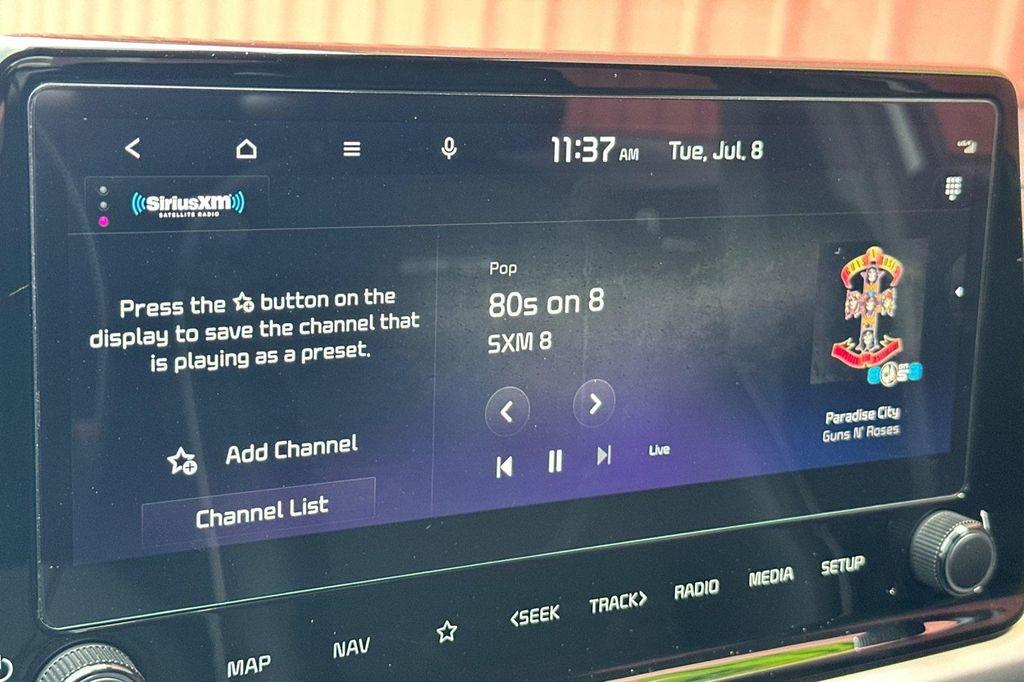 11:37 AM Tue, Jul. 8
SiriusXM
SATELLITE RADIO
Press the button on the
display to save the channel that
is playing as a preset.
Add Channel
Channel List
Pop
80s on 8
SXM 8
Live
Paradise City
Guns N' Roses
MAP
NAV
<SEEK
TRACK>
RADIO
MEDIA
SETUP